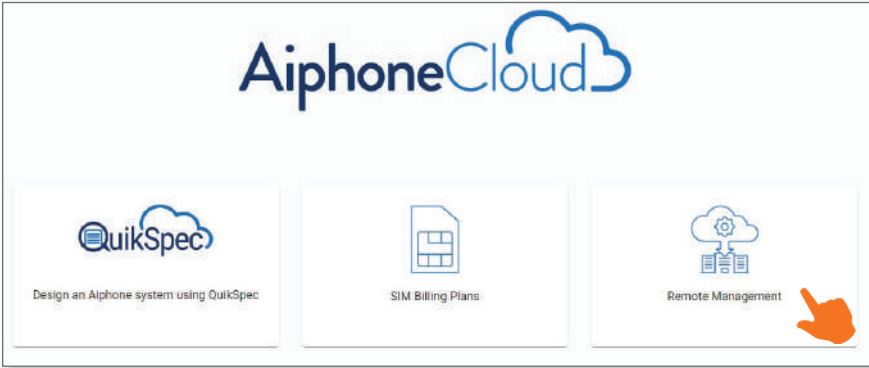 AiphoneCloud
QuikSpec
Design an Aiphone system using QuikSpec
SIM Billing Plans
Remote Management